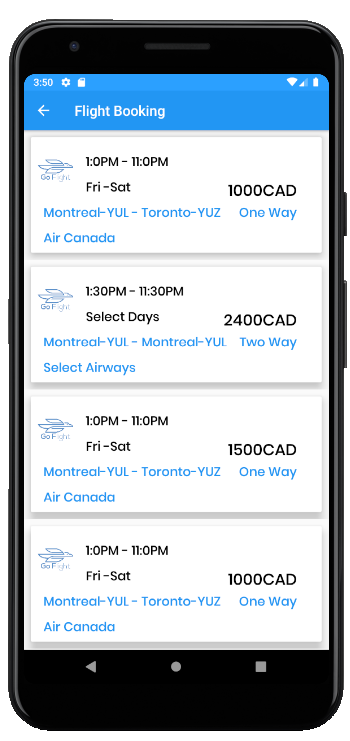 3:50
Flight Booking
1:0PM - 11:0PM
Go Flight
Fri -Sat
1000CAD
Montreal-YUL - Toronto-YUZ One Way
Air Canada
1:30PM - 11:30PM
Go Flight
Select Days
2400CAD
Montreal-YUL - Montreal-YUL Two Way
Select Airways
1:0PM - 11:0PM
Go Flight
Fri -Sat
1500CAD
Montreal-YUL - Toronto-YUZ One Way
Air Canada
1:0PM - 11:0PM
Go Flight
Fri -Sat
1000CAD
Montreal-YUL - Toronto-YUZ One Way
Air Canada